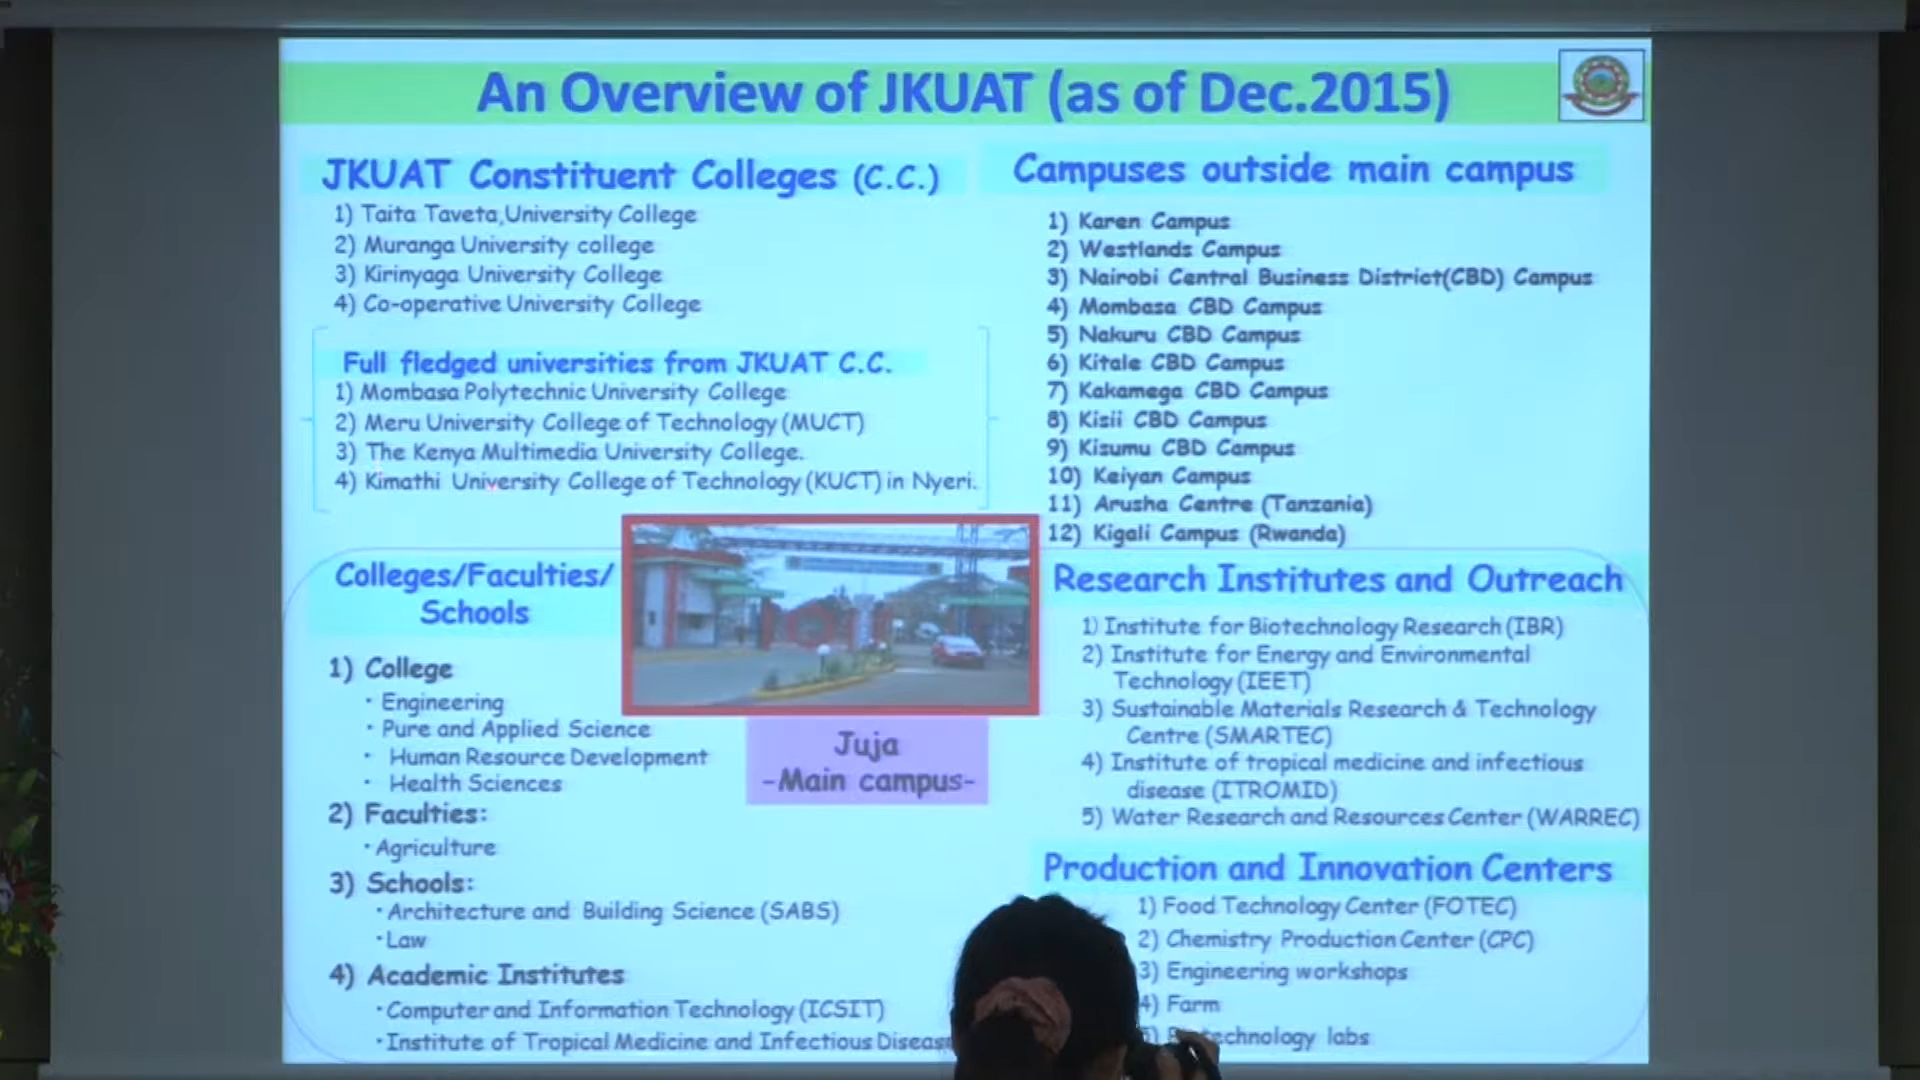 An Overview of JKUAT (as of Dec.2015)
JKUAT Constituent Colleges (C.C.)
1) Taita Taveta,University College
2) Muranga University college
3) Kirinyaga University College
4) Co-operative University College
Full fledged universities from JKUAT C.C.
1) Mombasa Polytechnic University College
2) Meru University College of Technology (MUCT)
3) The Kenya Multimedia University College.
4) Kimathi University College of Technology (KUCT) in Nyeri.
Campuses outside main campus
1) Karen Campus
2) Westlands Campus
3) Nairobi Central Business District(CBD) Campus
4) Mombasa CBD Campus
5) Nakuru CBD Campus
6) Kitale CBD Campus
7) Kakamega CBD Campus
8) Kisii CBD Campus
9) Kisumu CBD Campus
10) Keiyan Campus
11) Arusha Centre (Tanzania)
12) Kigali Campus (Rwanda)
Colleges/Faculties/
Schools
1) College
· Engineering
· Pure and Applied Science
· Human Resource Development
· Health Sciences
2) Faculties:
· Agriculture
3) Schools:
· Architecture and Building Science (SABS)
· Law
4) Academic Institutes
· Computer and Information Technology (ICSIT)
· Institute of Tropical Medicine and Infectious
Juja
-Main campus-
Research Institutes and Outreach
1) Institute for Biotechnology Research (IBR)
2) Institute for Energy and Environmental
Technology (IEET)
3) Sustainable Materials Research & Technology
Centre (SMARTEC)
4) Institute of tropical medicine and infectious
disease (ITROMID)
5) Water Research and Resources Center (WARREC)
Production and Innovation Centers
1) Food Technology Center (FOTEC)
2) Chemistry Production Center (CPC)
3) Engineering workshops
4) Farm
labs